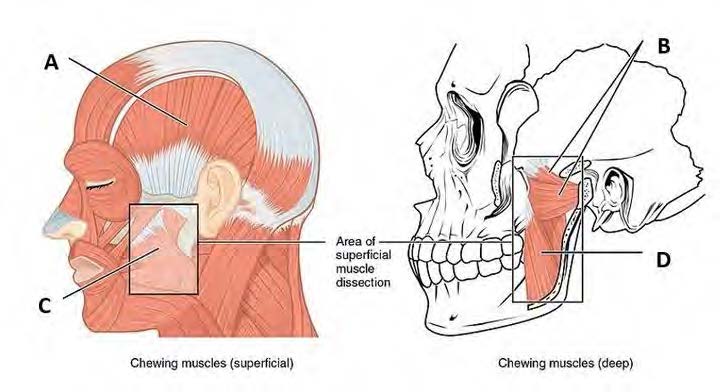 A
B
C
D
Area of
superficial
muscle
dissection
Chewing muscles (superficial)
Chewing muscles (deep)